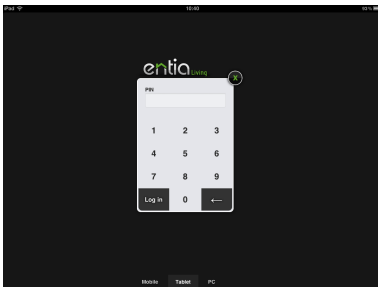 iPad 10:40 93%
entia Living
X
PIN
1 2 3
4 5 6
7 8 9
Log in 0 ←
Mobile Tablet PC